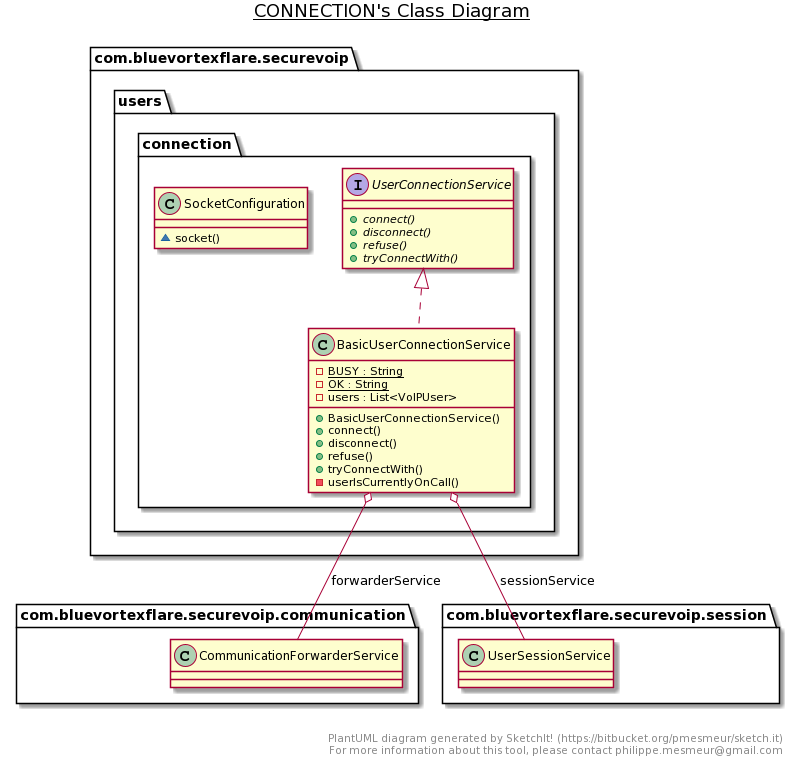 CONNECTION's Class Diagram
com.bluevortexflare.securevoip
users
connection
C SocketConfiguration
socket()
I UserConnectionService
connect()
disconnect()
refuse()
tryConnectWith()
C BasicUserConnectionService
BUSY : String
OK : String
users : List<VoIPUser>
BasicUserConnectionService()
connect()
disconnect()
refuse()
tryConnectWith()
userIsCurrentlyOnCall()
forwarderService
sessionService
com.bluevortexflare.securevoip.communication
C CommunicationForwarderService
com.bluevortexflare.securevoip.session
C UserSessionService
PlantUML diagram generated by SketchIt! (https://bitbucket.org/pmesmeur/sketch.it)
For more information about this tool, please contact philippe.mesmeur@gmail.com